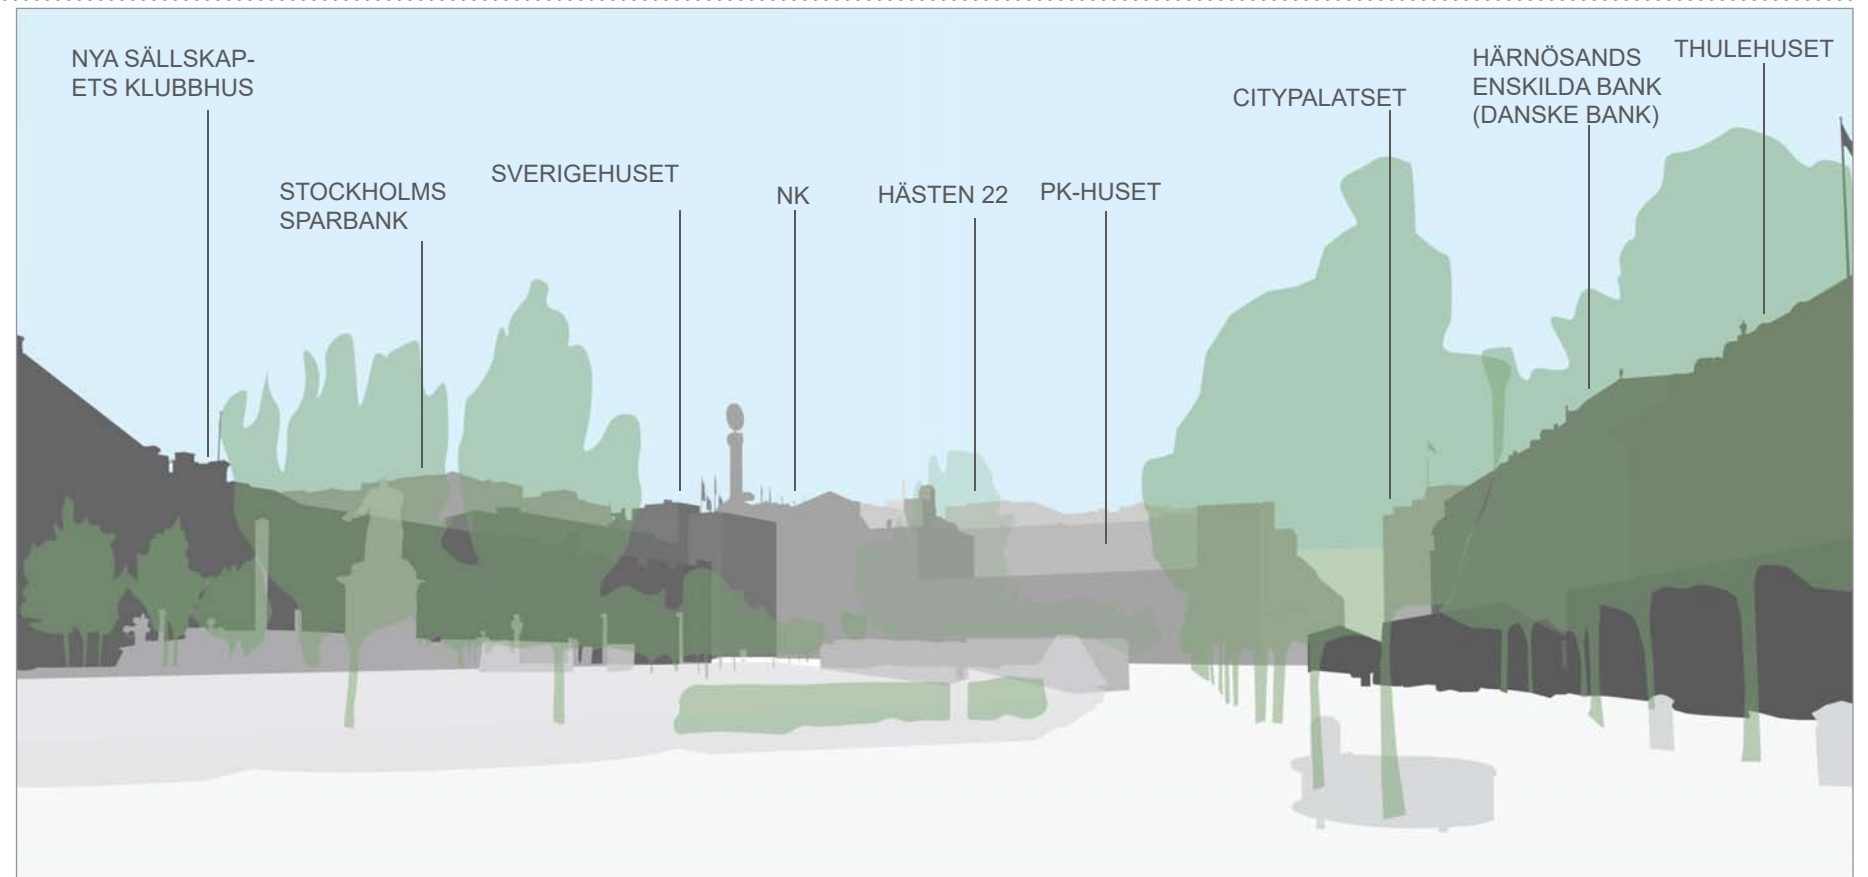 NYA SÄLLSKAP-
ETS KLUBBHUS
STOCKHOLMS
SPARBANK
SVERIGEHUSET
NK
HÄSTEN 22
PK-HUSET
CITYPALATSET
HÄRNÖSANDS
ENSKILDA BANK
(DANSKE BANK)
THULEHUSET